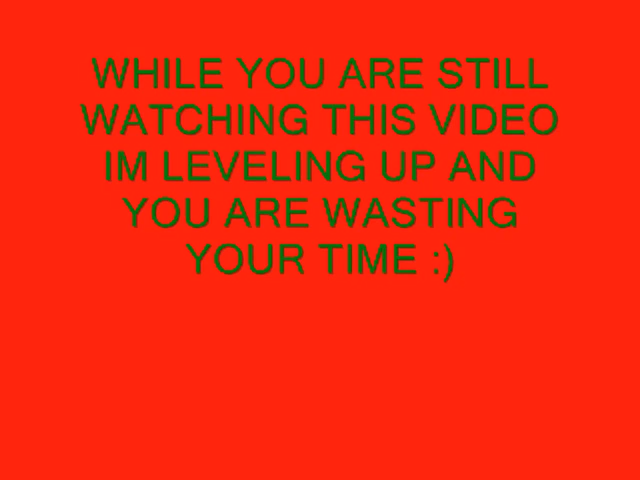 WHILE YOU ARE STILL
WATCHING THIS VIDEO
IM LEVELING UP AND
YOU ARE WASTING
YOUR TIME :)